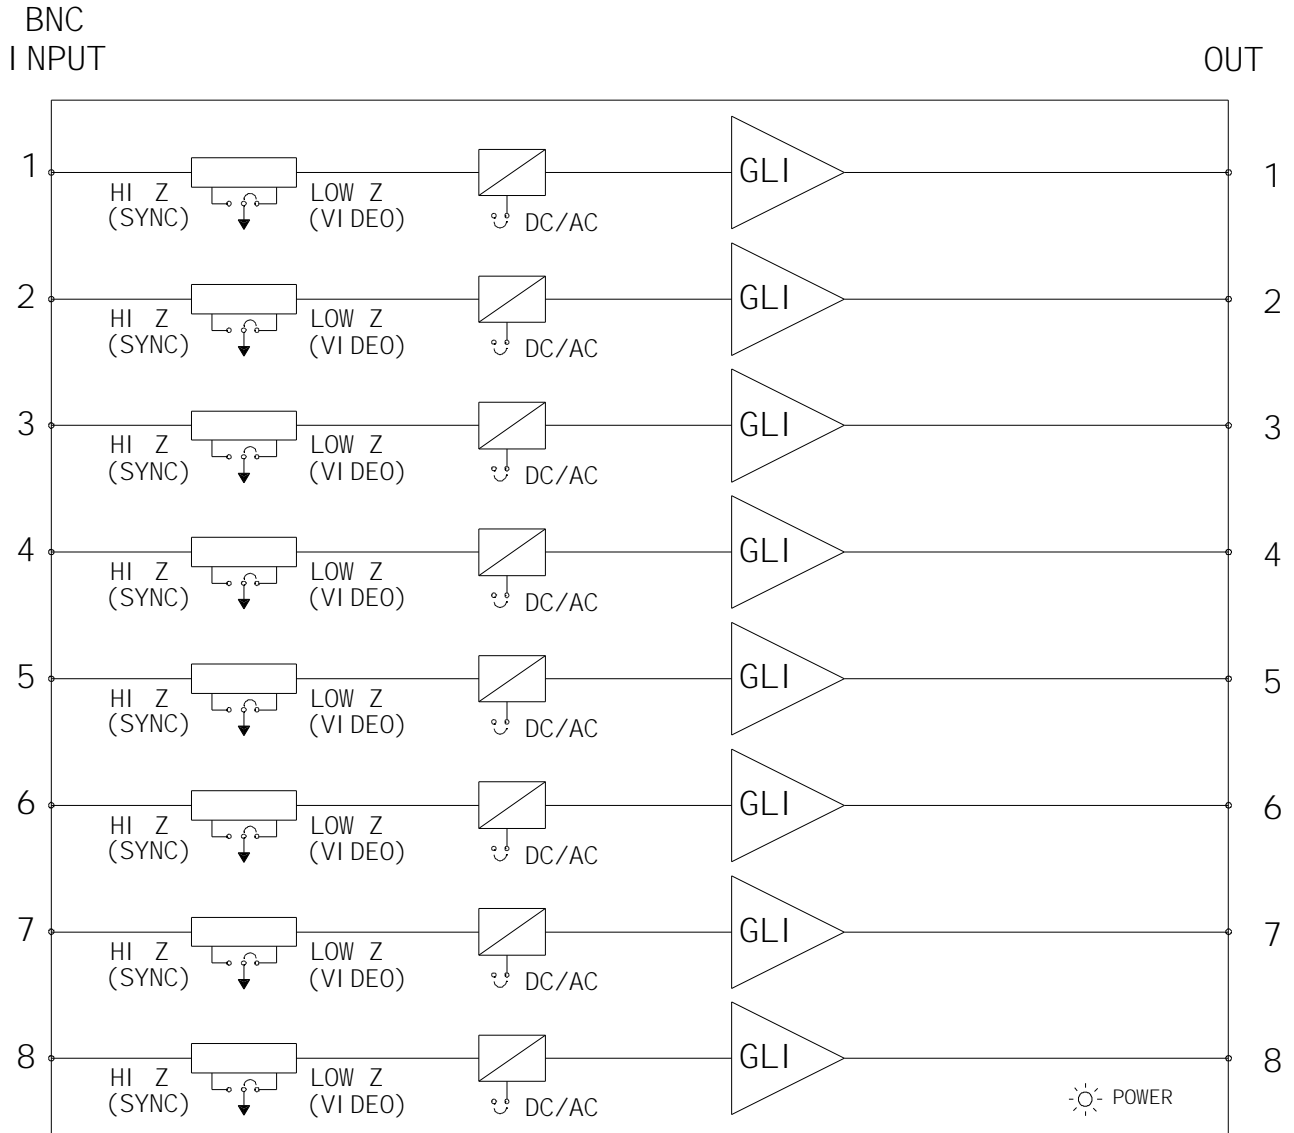 BNC
INPUT
OUT
1
GLI
1
HI Z
LOW Z
(SYNC)
(VIDEO)
DC/AC
2
GLI
2
HI Z
LOW Z
(SYNC)
(VIDEO)
DC/AC
3
GLI
3
HI Z
LOW Z
(SYNC)
(VIDEO)
DC/AC
4
GLI
4
HI Z
LOW Z
(SYNC)
(VIDEO)
DC/AC
5
GLI
5
HI Z
LOW Z
(SYNC)
(VIDEO)
DC/AC
6
GLI
6
HI Z
LOW Z
(SYNC)
(VIDEO)
DC/AC
7
GLI
7
HI Z
LOW Z
(SYNC)
(VIDEO)
DC/AC
8
GLI
8
HI Z
LOW Z
(SYNC)
(VIDEO)
DC/AC
POWER